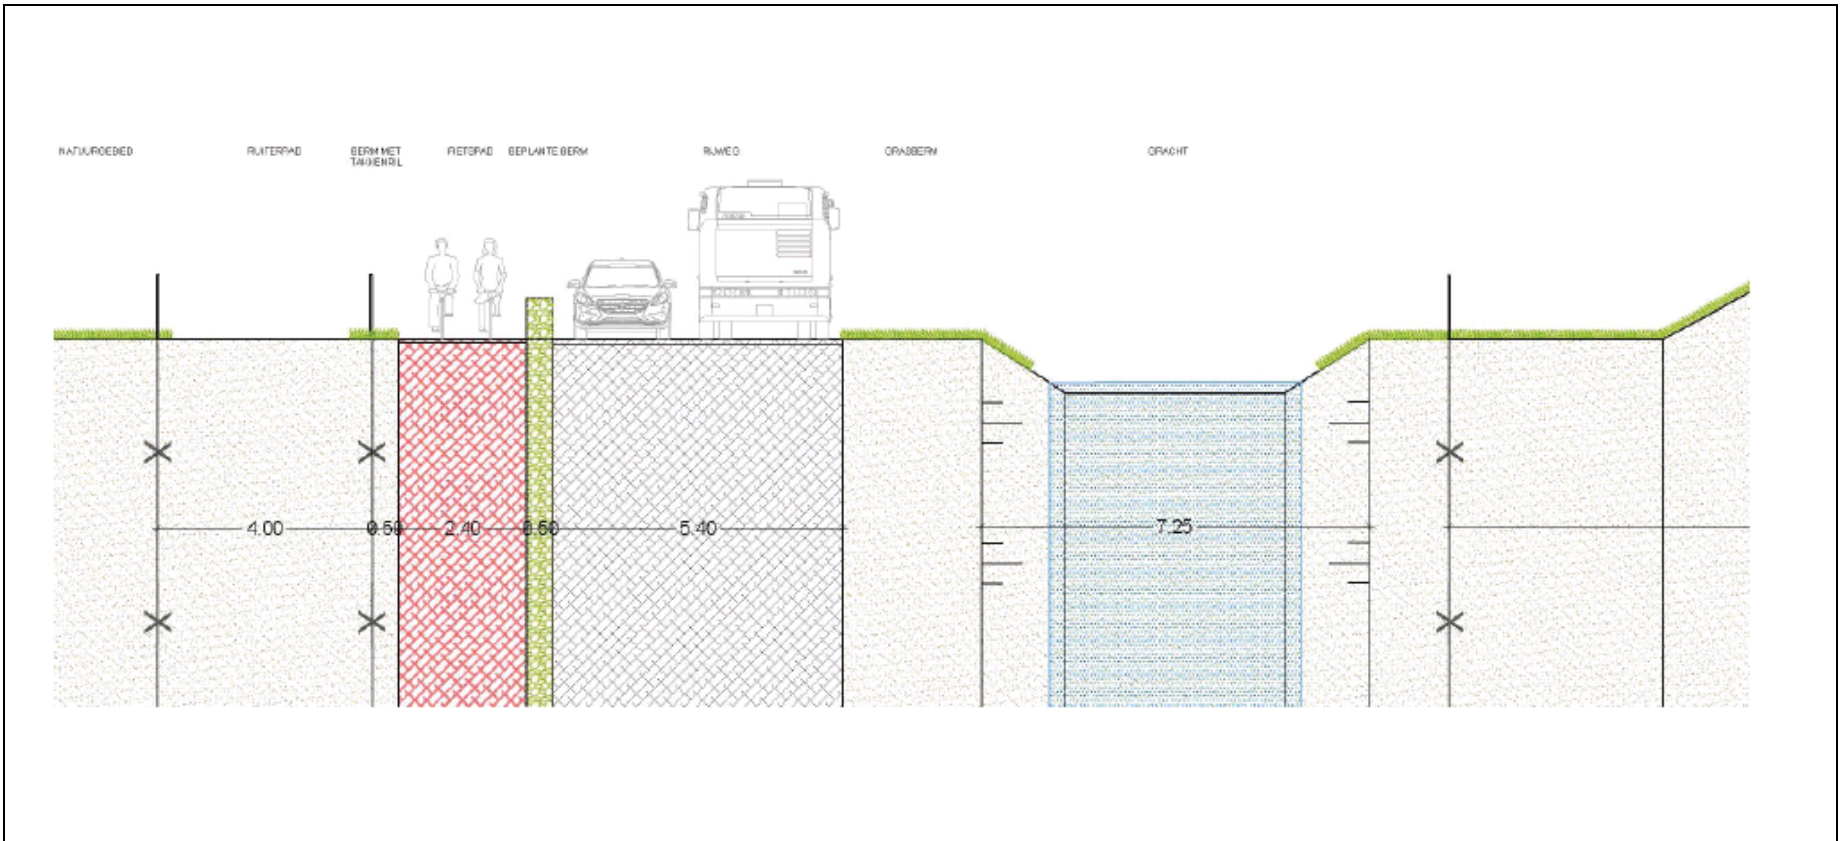 NATUURGEBIED
RUITERPAD
BERM MET
TAKKENRIL
FIETSPAD
GEPLANTE BERM
RIJWEG
GRASBERM
GRACHT
4.00
0.50
2.40
0.50
5.40
7.25